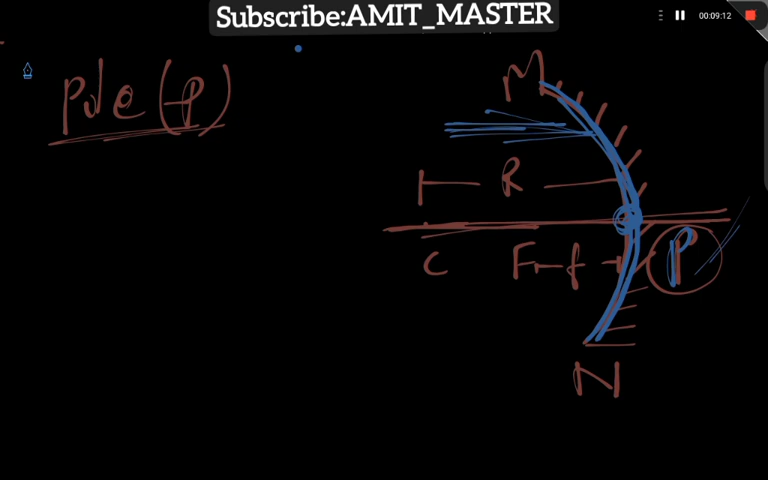 Subscribe:AMIT_MASTER
00:09:12
Pole (P)
M
R
C F f P
N